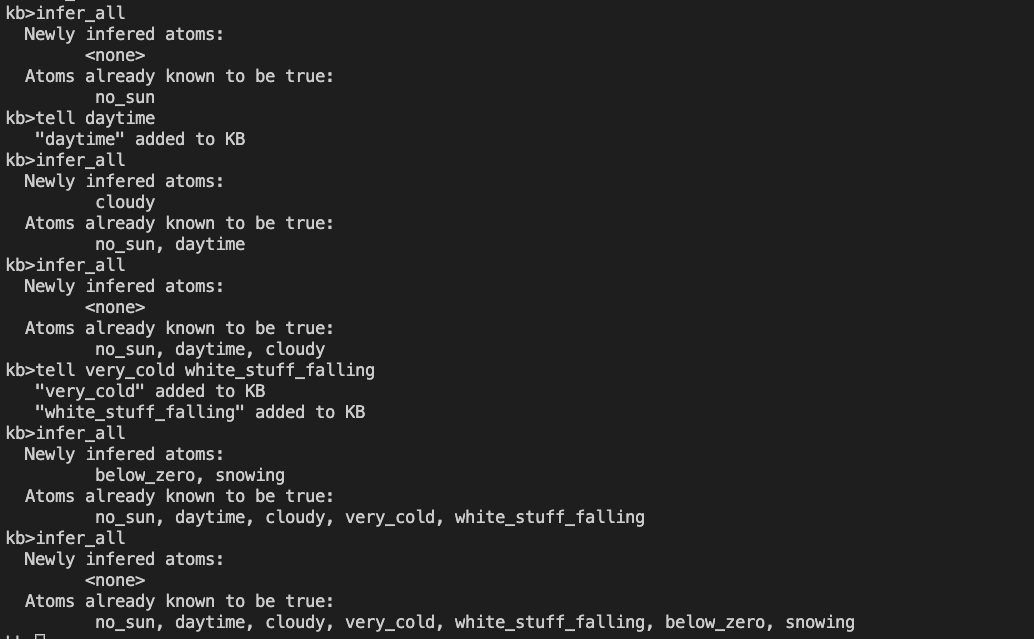 kb>infer_all
Newly infered atoms:
<none>
Atoms already known to be true:
no_sun
kb>tell daytime
"daytime" added to KB
kb>infer_all
Newly infered atoms:
cloudy
Atoms already known to be true:
no_sun, daytime
kb>infer_all
Newly infered atoms:
<none>
Atoms already known to be true:
no_sun, daytime, cloudy
kb>tell very_cold white_stuff_falling
"very_cold" added to KB
"white_stuff_falling" added to KB
kb>infer_all
Newly infered atoms:
below_zero, snowing
Atoms already known to be true:
no_sun, daytime, cloudy, very_cold, white_stuff_falling
kb>infer_all
Newly infered atoms:
<none>
Atoms already known to be true:
no_sun, daytime, cloudy, very_cold, white_stuff_falling, below_zero, snowing